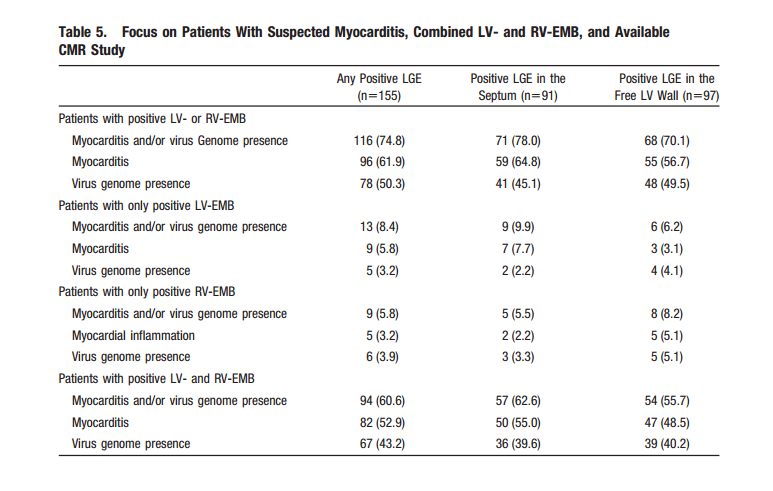 Table 5. Focus on Patients With Suspected Myocarditis, Combined LV- and RV-EMB, and Available
CMR Study
Any Positive LGE (n=155) Positive LGE in the Septum (n=91) Positive LGE in the Free LV Wall (n=97)
Patients with positive LV- or RV-EMB
Myocarditis and/or virus Genome presence 116 (74.8) 71 (78.0) 68 (70.1)
Myocarditis 96 (61.9) 59 (64.8) 55 (56.7)
Virus genome presence 78 (50.3) 41 (45.1) 48 (49.5)
Patients with only positive LV-EMB
Myocarditis and/or virus genome presence 13 (8.4) 9 (9.9) 6 (6.2)
Myocarditis 9 (5.8) 7 (7.7) 3 (3.1)
Virus genome presence 5 (3.2) 2 (2.2) 4 (4.1)
Patients with only positive RV-EMB
Myocarditis and/or virus genome presence 9 (5.8) 5 (5.5) 8 (8.2)
Myocardial inflammation 5 (3.2) 2 (2.2) 5 (5.1)
Virus genome presence 6 (3.9) 3 (3.3) 5 (5.1)
Patients with positive LV- and RV-EMB
Myocarditis and/or virus genome presence 94 (60.6) 57 (62.6) 54 (55.7)
Myocarditis 82 (52.9) 50 (55.0) 47 (48.5)
Virus genome presence 67 (43.2) 36 (39.6) 39 (40.2)